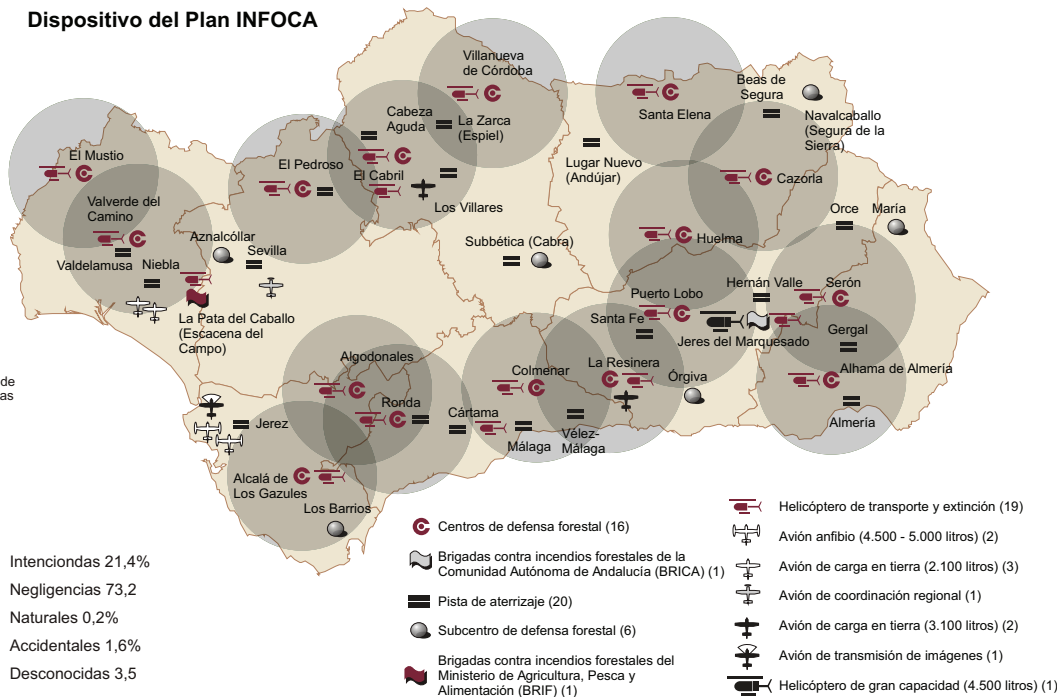 Dispositivo del Plan INFOCA
Villanueva
de Córdoba
Cabeza
Aguda
La Zarca
(Espiel)
Santa Elena
Beas de
Segura
Navalcaballo
(Segura de la
Sierra)
El Mustio
El Pedroso
El Cabril
Los Villares
Lugar Nuevo
(Andújar)
Cazorla
Valverde del
Camino
Valdelamusa
Niebla
Aznalcóllar
Sevilla
La Pata del Caballo
(Escacena del
Campo)
Subbética (Cabra)
Huelma
Orce
María
Puerto Lobo
Hernán Valle
Serón
Santa Fe
Jeres del Marquesado
Gergal
Algodonales
Colmenar
La Resinera
Órgiva
Alhama de Almería
de
as
Ronda
Cártama
Jerez
Málaga
Vélez-
Málaga
Almería
Alcalá de
Los Gazules
Los Barrios
Intenciondas 21,4%
Negligencias 73,2
Naturales 0,2%
Accidentales 1,6%
Desconocidas 3,5
Centros de defensa forestal (16)
Brigadas contra incendios forestales de la
Comunidad Autónoma de Andalucía (BRICA) (1)
Pista de aterrizaje (20)
Subcentro de defensa forestal (6)
Brigadas contra incendios forestales del
Ministerio de Agricultura, Pesca y
Alimentación (BRIF) (1)
Helicóptero de transporte y extinción (19)
Avión anfibio (4.500 - 5.000 litros) (2)
Avión de carga en tierra (2.100 litros) (3)
Avión de coordinación regional (1)
Avión de carga en tierra (3.100 litros) (2)
Avión de transmisión de imágenes (1)
Helicóptero de gran capacidad (4.500 litros) (1)